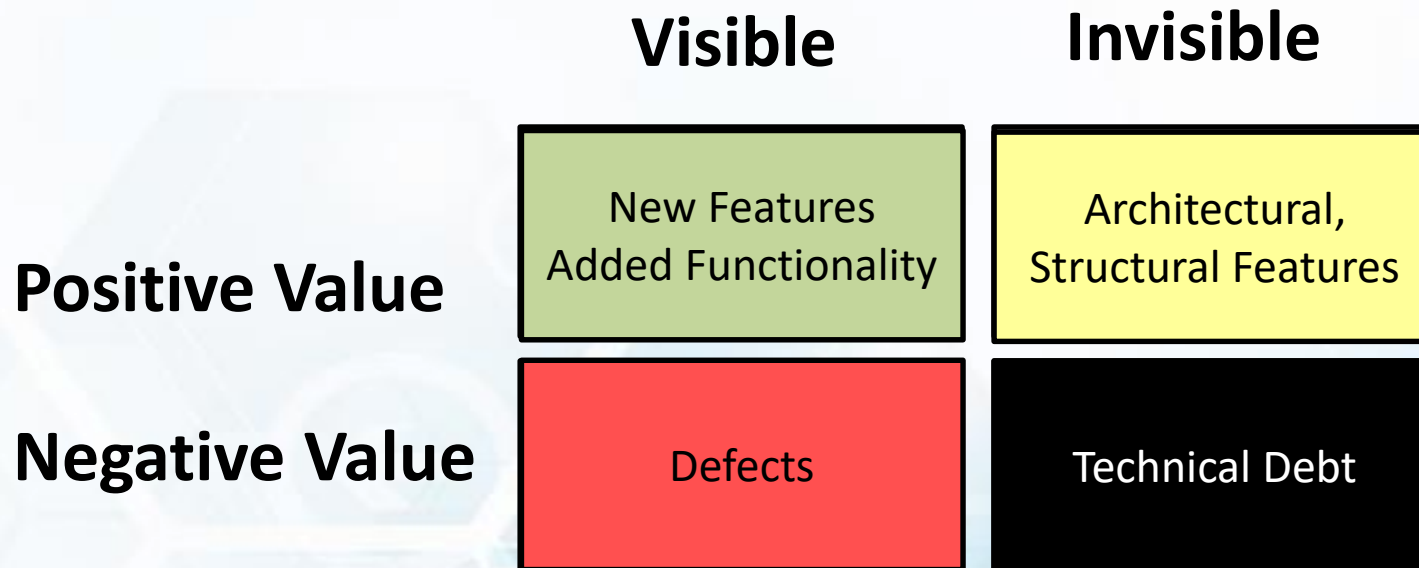 Visible
Invisible
New Features
Added Functionality
Architectural,
Structural Features
Positive Value
Negative Value
Defects
Technical Debt